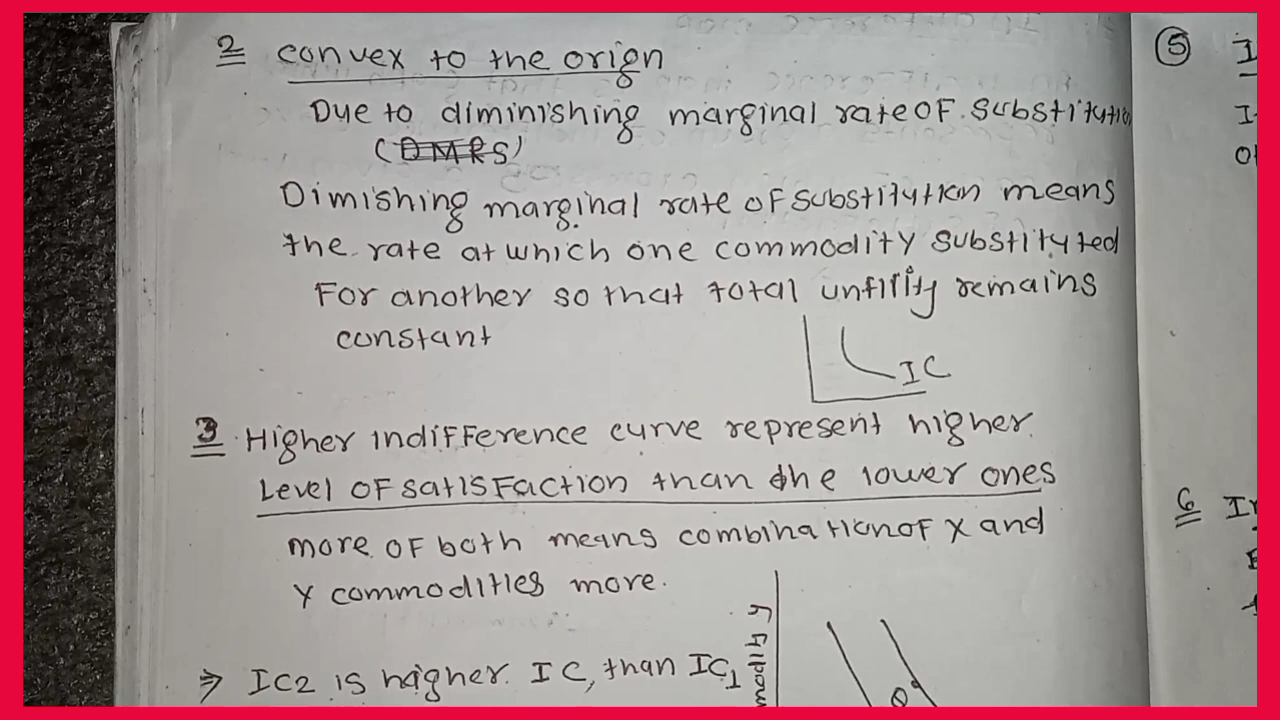 2 convex to the orign
Due to diminishing marginal rate of substitution
(DMRS)
Dimishing marginal rate of substitution means
the rate at which one commodity substituted
For another so that total
remains
constant
IC
3 Higher indifference curve represent higher
Level of satisfaction than the lower ones
more of both means combination of X and
Y commodities more.
⇒ IC2 is higher IC, than IC1
5
6